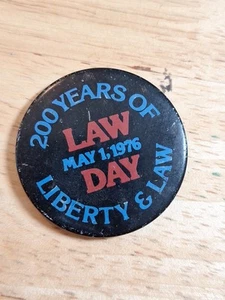 200 YEARS OF
LAW
MAY 1, 1976
DAY
LIBERTY & LAW